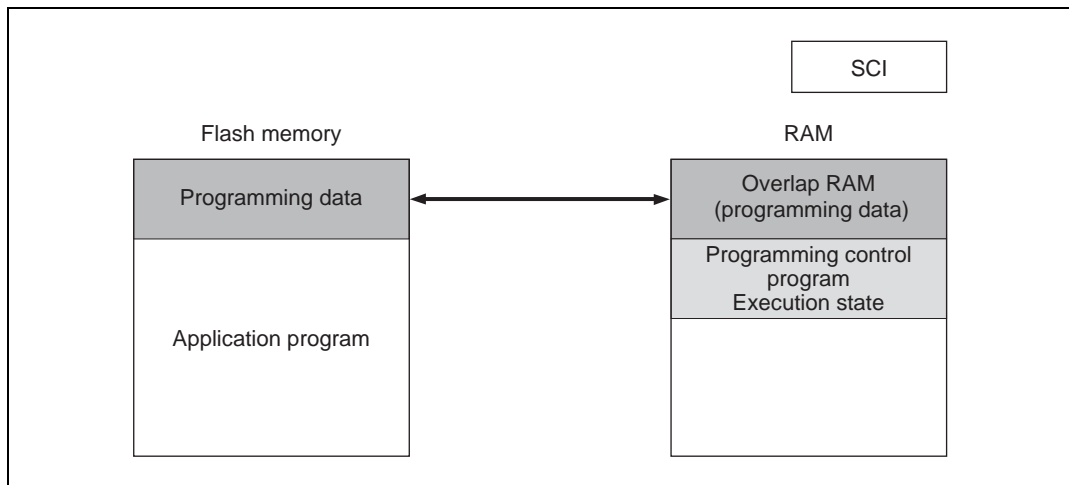 SCI
Flash memory
RAM
Programming data
Overlap RAM
(programming data)
Programming control
program
Execution state
Application program